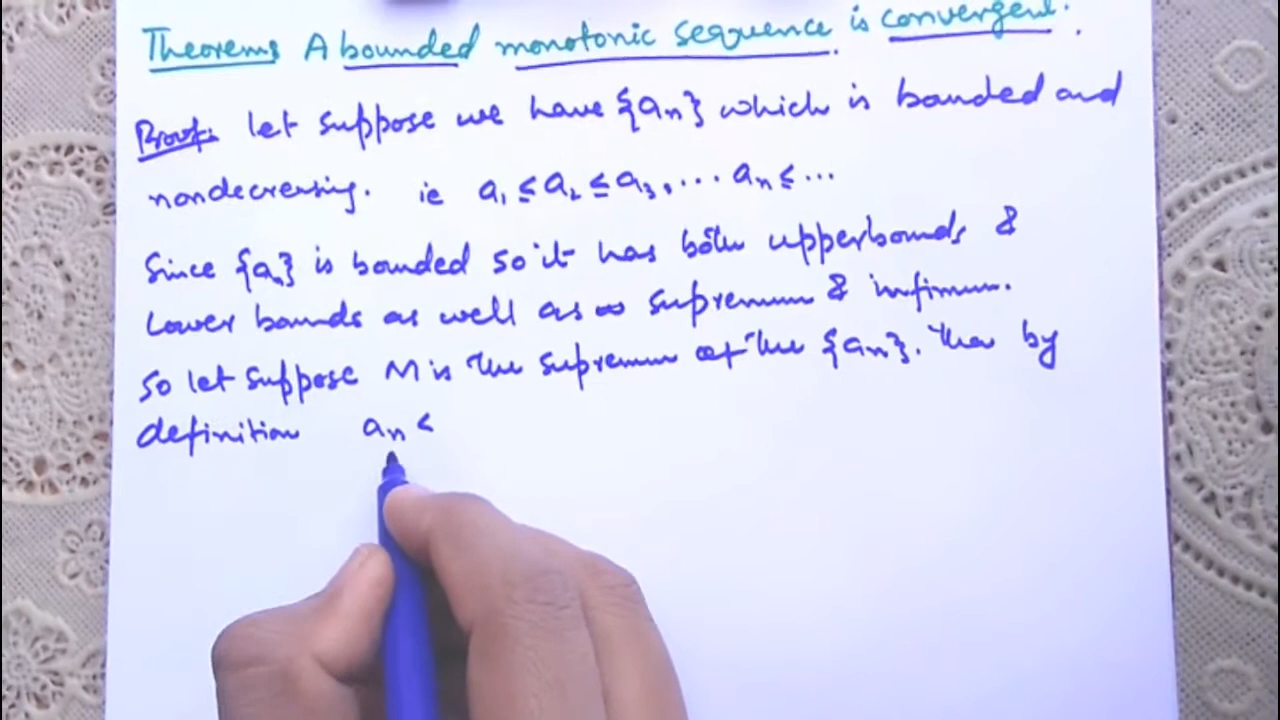 Theorems A bounded monotonic sequence is convergent.
Proof: let suppose we have {aₙ} which is bounded and
nondecreasing. ie a₁ ≤ a₂ ≤ a₃, ... aₙ ≤ ...
Since {aₙ} is bounded so it has both upperbounds &
lower bounds as well as supremum & infimum.
So let suppose M is the supremum of the {aₙ}. Then by
definition aₙ <